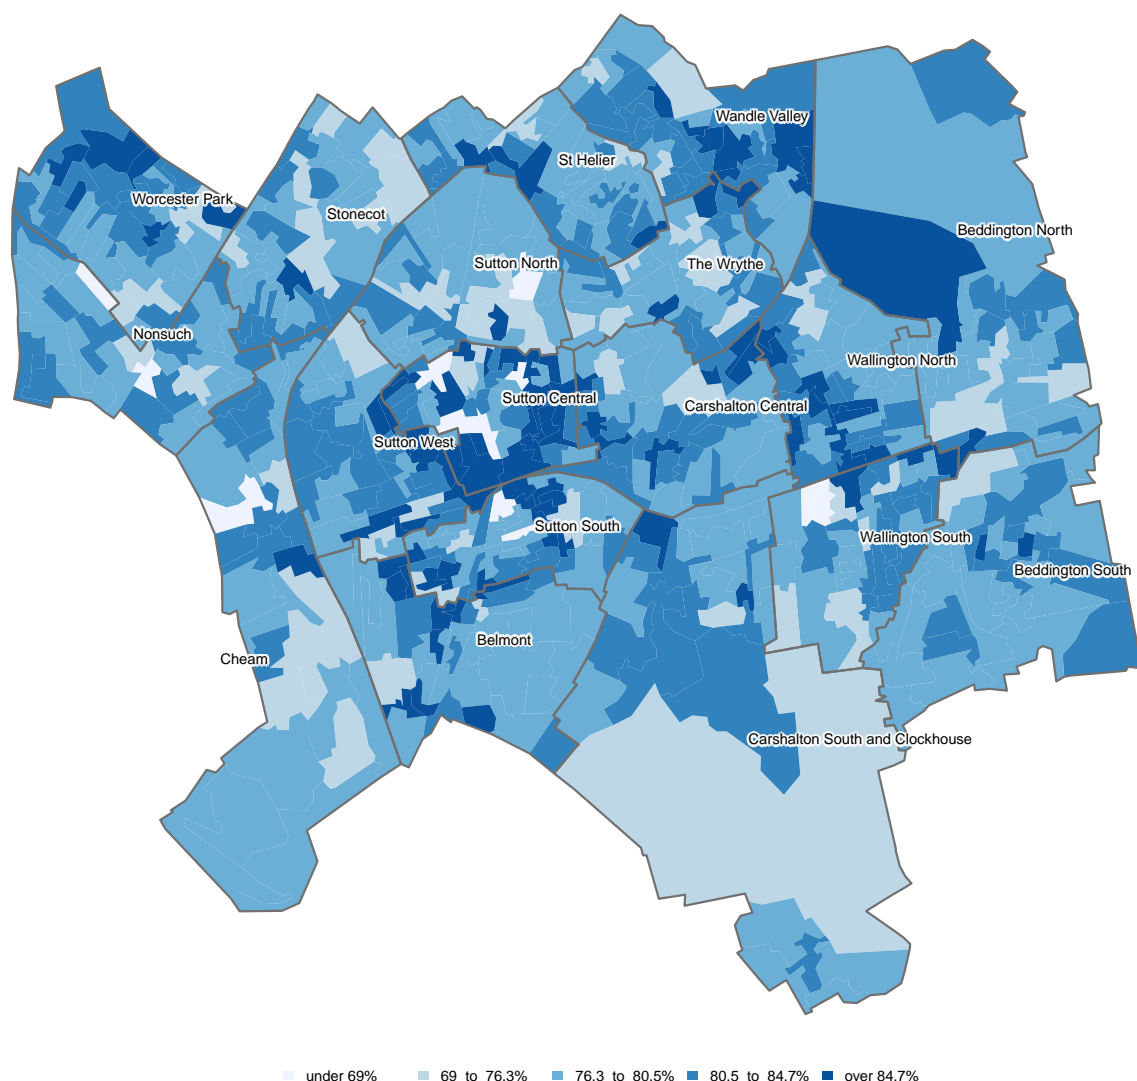 Wandle Valley
St Helier
Worcester Park
Stonecot
Beddington North
Sutton North
The Wrythe
Nonsuch
Wallington North
Sutton Central
Carshalton Central
Sutton West
Sutton South
Wallington South
Beddington South
Belmont
Cheam
Carshalton South and Clockhouse
under 69% 69 to 76.3% 76.3 to 80.5% 80.5 to 84.7% over 84.7%